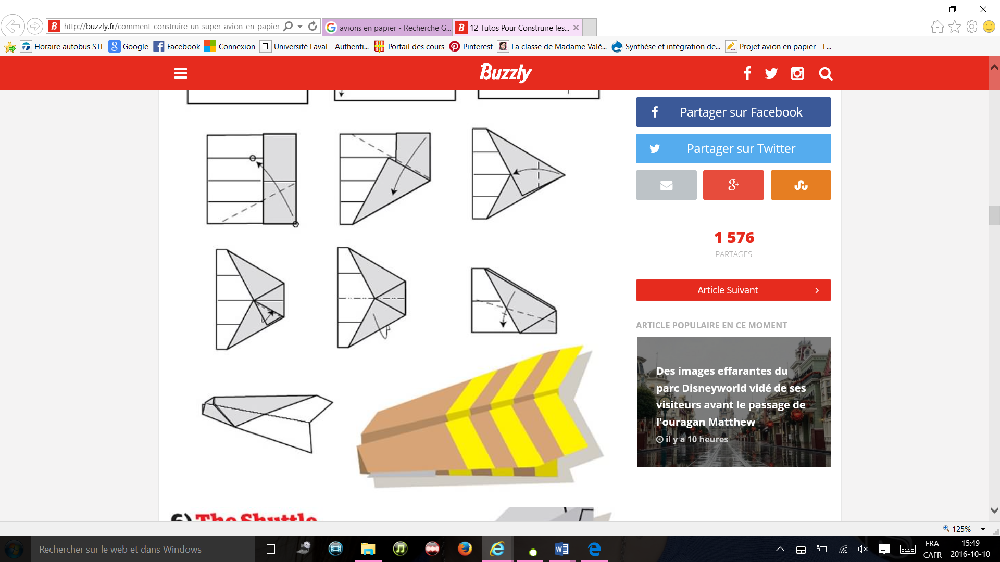 http://buzzly.fr/comment-construire-un-super-avion-en-papier
avions en papier - Recherche G...
12 Tutos Pour Construire les...
Horaire autobus STL
Google
Facebook
Connexion
Université Laval - Authenti...
Portail des cours
Pinterest
La classe de Madame Valé...
Synthèse et intégration de...
Projet avion en papier - L...
Buzzly
Partager sur Facebook
Partager sur Twitter
1 576
PARTAGES
Article Suivant
ARTICLE POPULAIRE EN CE MOMENT
Des images effarantes du
parc Disneyworld vidé de ses
visiteurs avant le passage de
l'ouragan Matthew
il y a 10 heures
6) The Shuttle
125%
Rechercher sur le web et dans Windows
FRA
CAFR
15:49
2016-10-10